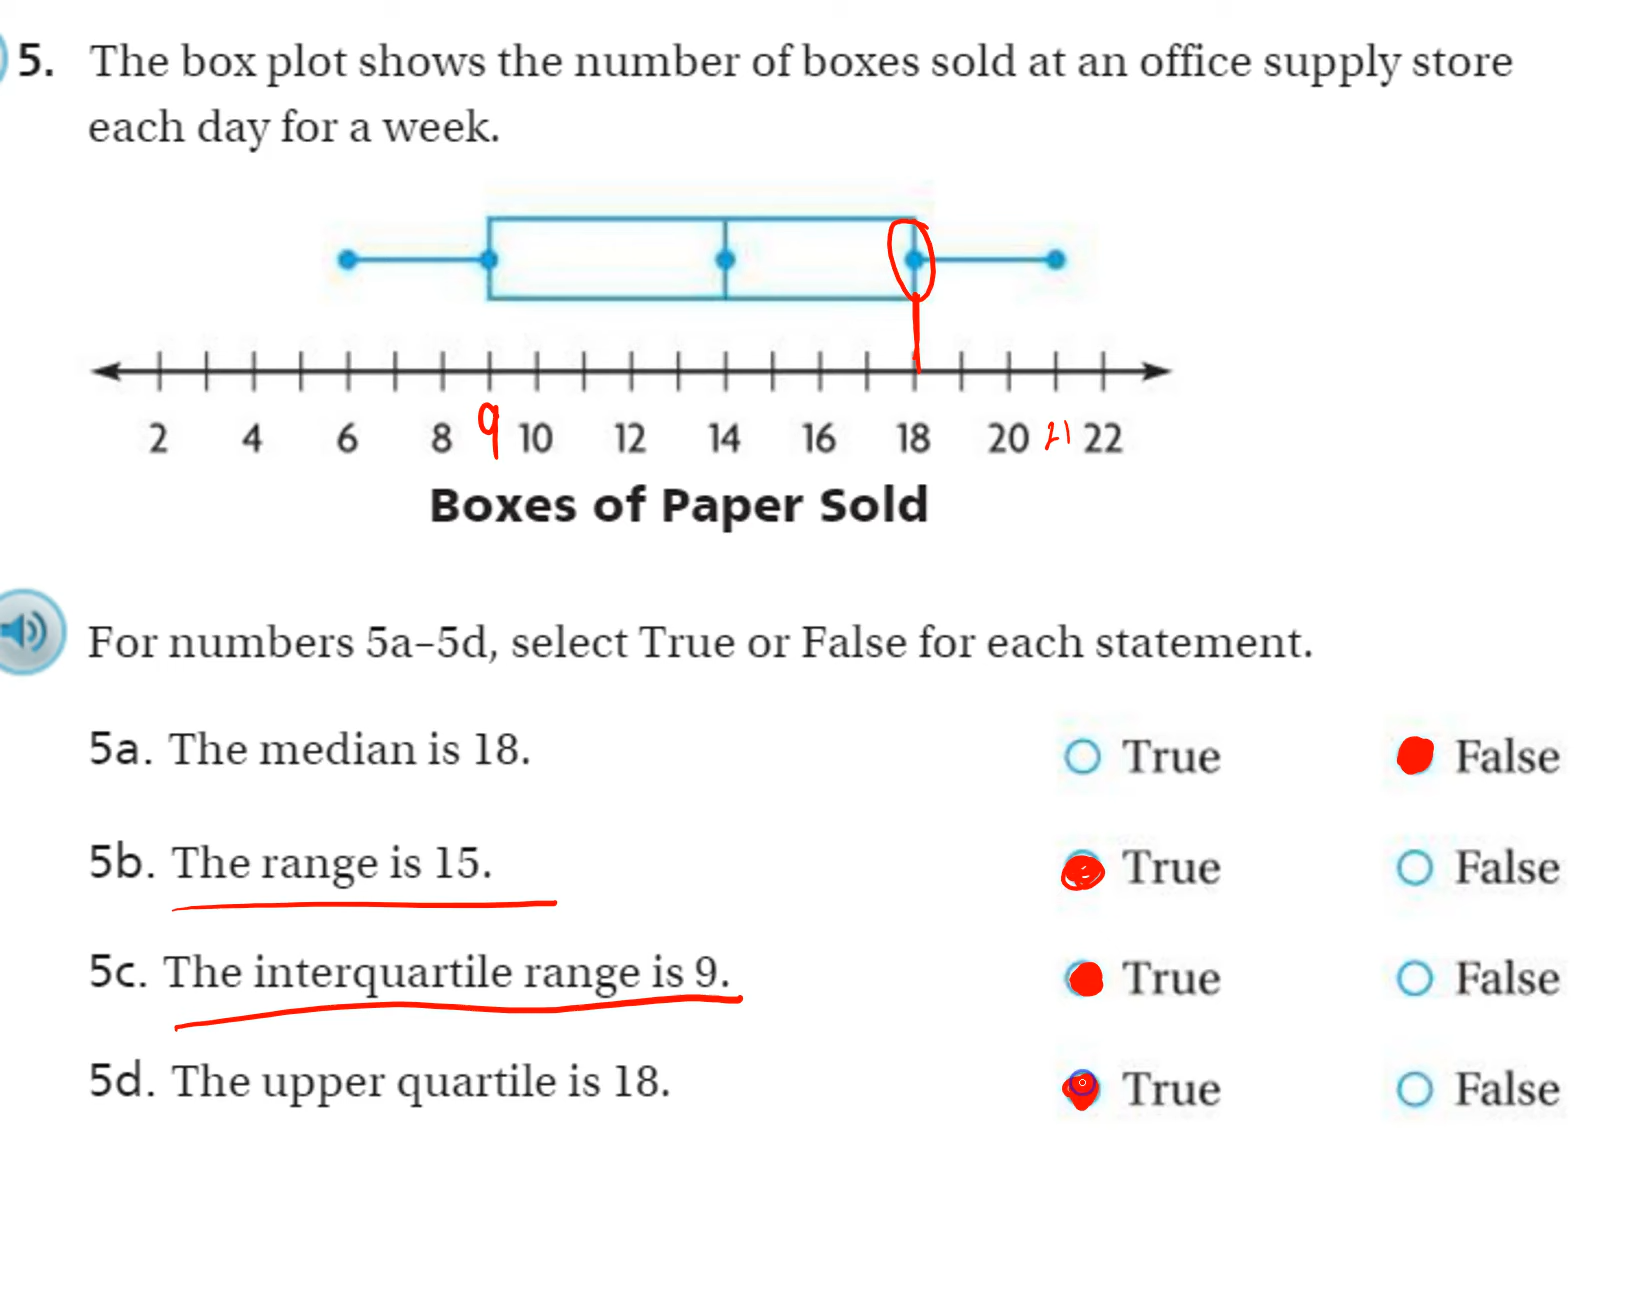 5. The box plot shows the number of boxes sold at an office supply store
each day for a week.
2 4 6 8 9 10 12 14 16 18 20 21 22
Boxes of Paper Sold
For numbers 5a–5d, select True or False for each statement.
5a. The median is 18. True False
5b. The range is 15. True False
5c. The interquartile range is 9. True False
5d. The upper quartile is 18. True False